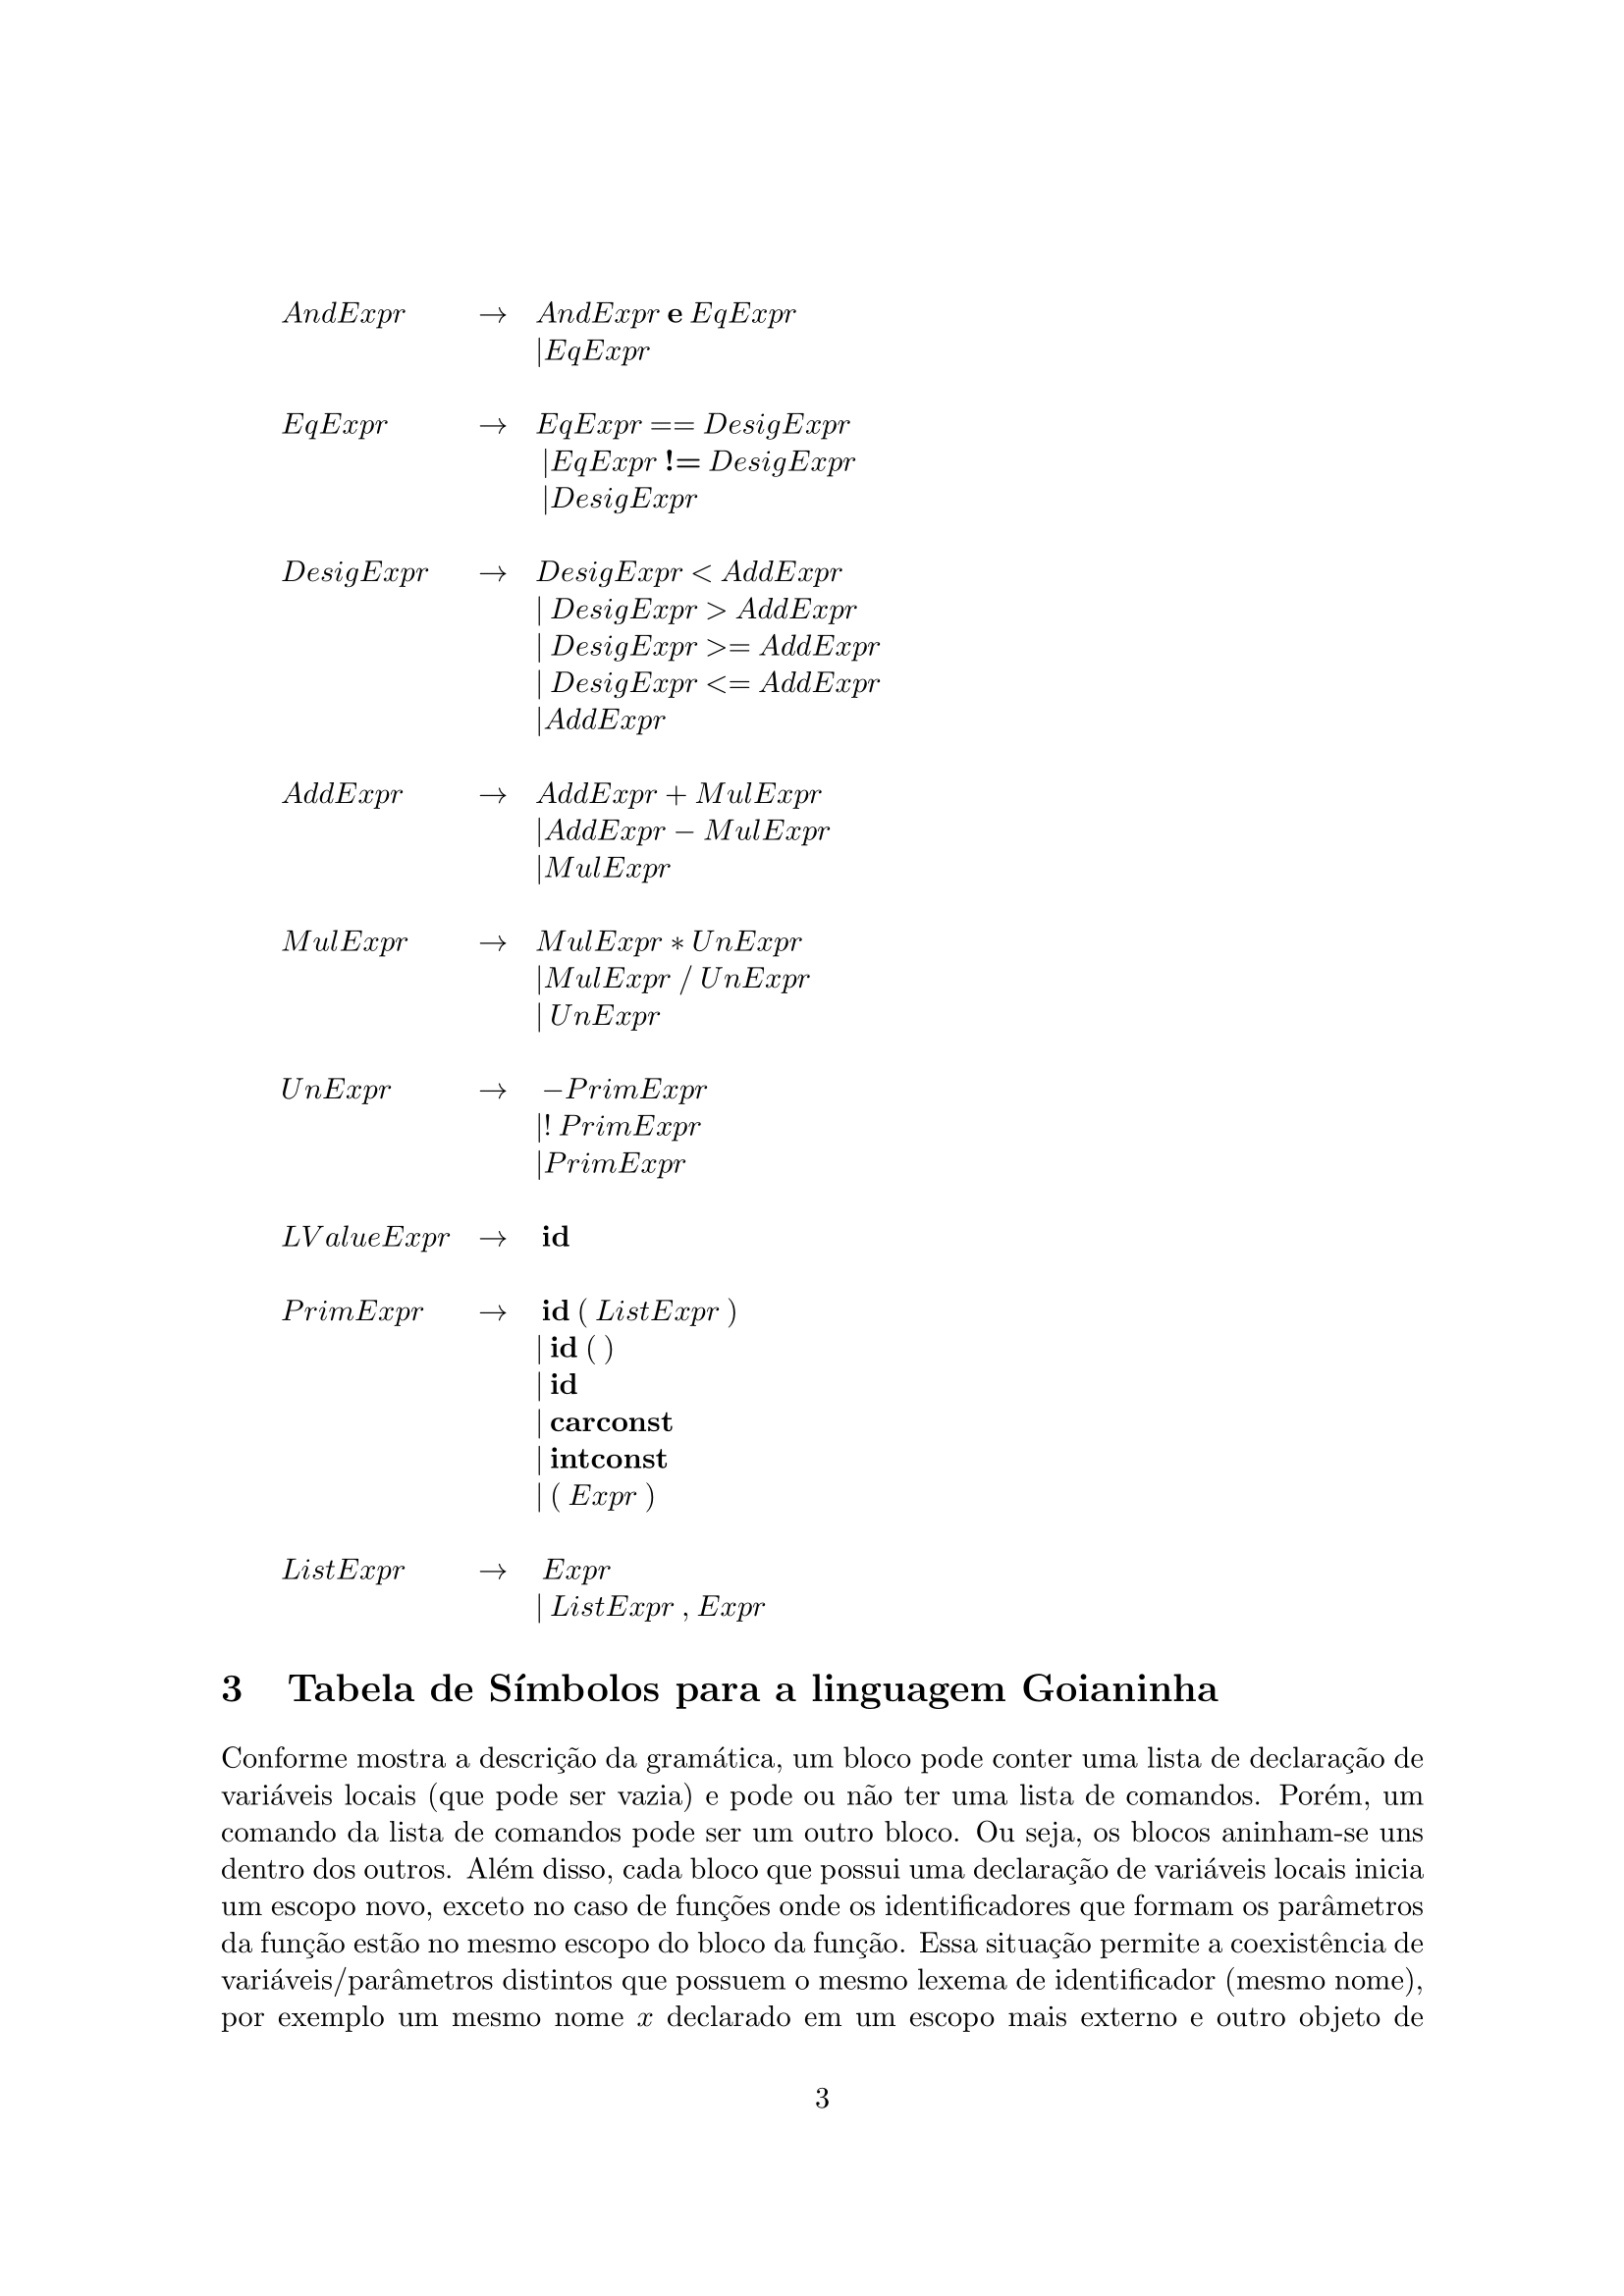 AndExpr → AndExpr e EqExpr
|EqExpr
EqExpr → EqExpr == DesigExpr
|EqExpr != DesigExpr
|DesigExpr
DesigExpr → DesigExpr < AddExpr
| DesigExpr > AddExpr
| DesigExpr >= AddExpr
| DesigExpr <= AddExpr
|AddExpr
AddExpr → AddExpr + MulExpr
|AddExpr − MulExpr
|MulExpr
MulExpr → MulExpr ∗ UnExpr
|MulExpr / UnExpr
| UnExpr
UnExpr → −PrimExpr
|! PrimExpr
|PrimExpr
LValueExpr → id
PrimExpr → id ( ListExpr )
| id ( )
| id
| carconst
| intconst
| ( Expr )
ListExpr → Expr
| ListExpr , Expr
3 Tabela de Símbolos para a linguagem Goianinha
Conforme mostra a descrição da gramática, um bloco pode conter uma lista de declaração de
variáveis locais (que pode ser vazia) e pode ou não ter uma lista de comandos. Porém, um
comando da lista de comandos pode ser um outro bloco. Ou seja, os blocos aninham-se uns
dentro dos outros. Além disso, cada bloco que possui uma declaração de variáveis locais inicia
um escopo novo, exceto no caso de funções onde os identificadores que formam os parâmetros
da função estão no mesmo escopo do bloco da função. Essa situação permite a coexistência de
variáveis/parâmetros distintos que possuem o mesmo lexema de identificador (mesmo nome),
por exemplo um mesmo nome x declarado em um escopo mais externo e outro objeto de
3